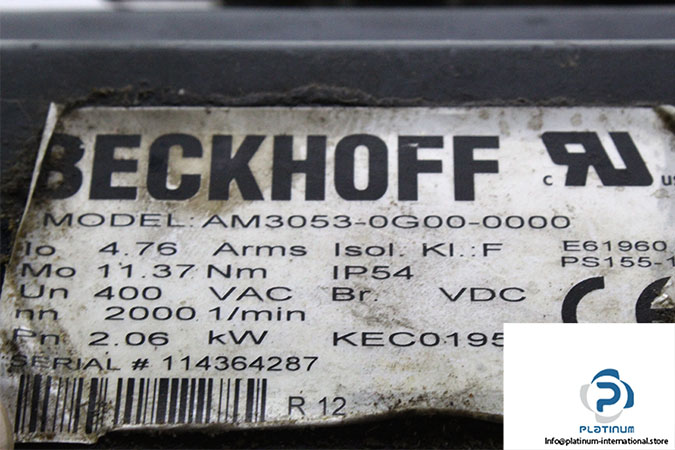 BECKHOFF c RU us
MODEL: AM3053-0G00-0000
Io 4.76 Arms Isol. Kl.: F E61960
Mo 11.37 Nm IP54 PS155-1
Un 400 VAC Br. VDC CE
nn 2000 1/min
Pn 2.06 kW KEC0195
SERIAL # 114364287
R 12
P
PLATINUM
Info@platinum-international.store